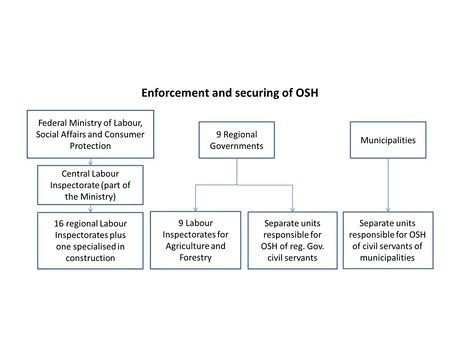 Enforcement and securing of OSH
Federal Ministry of Labour,
Social Affairs and Consumer
Protection
9 Regional
Governments
Municipalities
Central Labour
Inspectorate (part of
the Ministry)
16 regional Labour
Inspectorates plus
one specialised in
construction
9 Labour
Inspectorates for
Agriculture and
Forestry
Separate units
responsible for
OSH of reg. Gov.
civil servants
Separate units
responsible for OSH
of civil servants of
municipalities